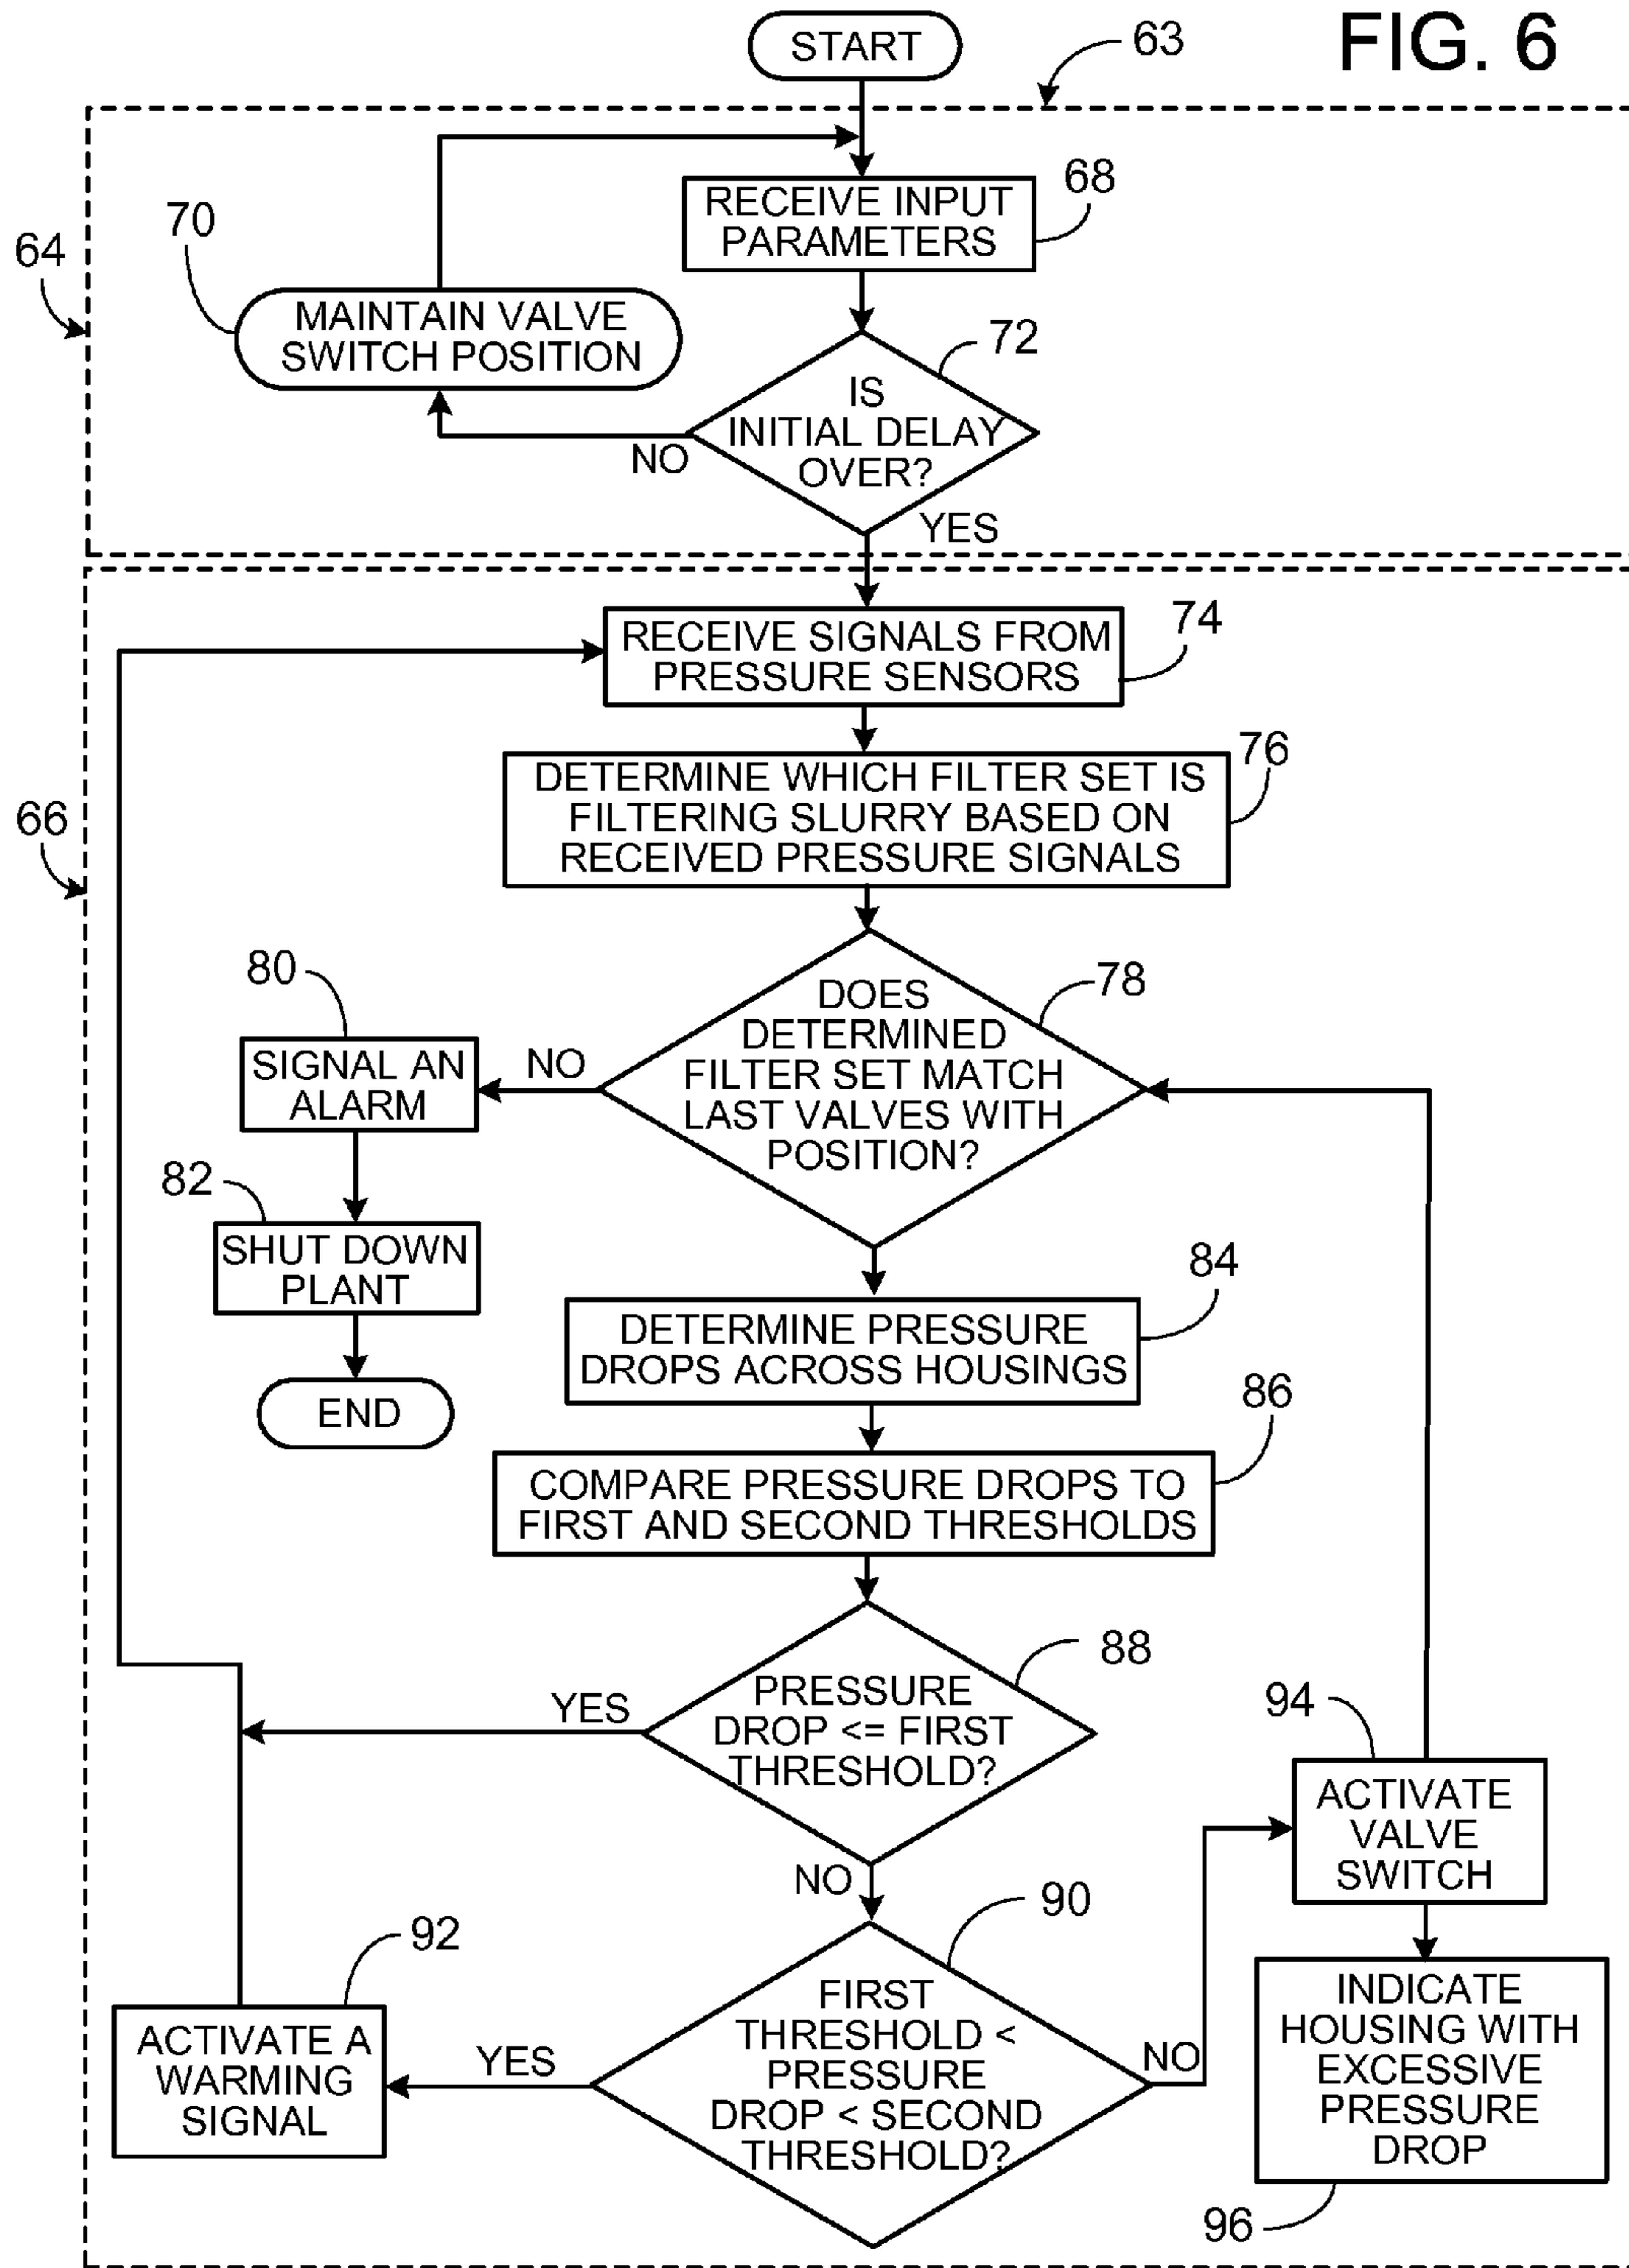 FIG. 6
START
63
RECEIVE INPUT
PARAMETERS
68
64
70
MAINTAIN VALVE
SWITCH POSITION
72
IS
INITIAL DELAY
OVER?
NO
YES
RECEIVE SIGNALS FROM
PRESSURE SENSORS
74
DETERMINE WHICH FILTER SET IS
FILTERING SLURRY BASED ON
RECEIVED PRESSURE SIGNALS
76
66
78
DOES
DETERMINED
FILTER SET MATCH
LAST VALVES WITH
POSITION?
80
NO
SIGNAL AN
ALARM
82
SHUT DOWN
PLANT
END
84
DETERMINE PRESSURE
DROPS ACROSS HOUSINGS
86
COMPARE PRESSURE DROPS TO
FIRST AND SECOND THRESHOLDS
88
PRESSURE
DROP <= FIRST
THRESHOLD?
YES
NO
90
FIRST
THRESHOLD <
PRESSURE
DROP < SECOND
THRESHOLD?
YES
NO
92
ACTIVATE A
WARMING
SIGNAL
94
ACTIVATE
VALVE
SWITCH
INDICATE
HOUSING WITH
EXCESSIVE
PRESSURE
DROP
96